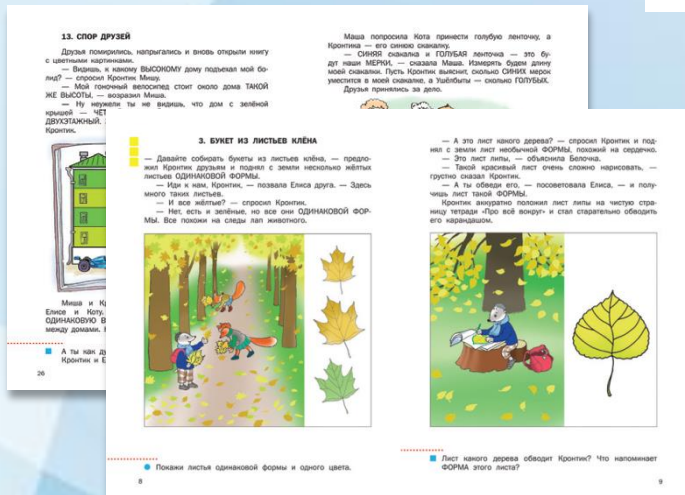 13. СПОР ДРУЗЕЙ
Друзья помирились, напрыгались и вновь открыли книгу
с цветными картинками.
— Видишь, к какому ВЫСОКОМУ дому подъехал мой бо-
лид? — спросил Кронтик Мишу.
— Мой гоночный велосипед стоит около дома ТАКОЙ
ЖЕ ВЫСОТЫ, — возразил Миша.
— Ну неужели ты не видишь, что дом с зелёной
крышей —
ДВУХЭТАЖНЫЙ.
Кронтик.
Миша и
Елисе и Коту.
ОДИНАКОВУЮ
между домами.
А ты как
Кронтик и
26
Маша попросила Кота принести голубую ленточку, а
Кронтика — его синюю скакалку.
— СИНЯЯ скакалка и ГОЛУБАЯ ленточка — это бу-
дут наши МЕРКИ, — сказала Маша. Измерять будем длину
моей скакалки. Пусть Кронтик выяснит, сколько СИНИХ мерок
уместится в моей скакалке, а Ушёлбыты — сколько ГОЛУБЫХ.
Друзья принялись за дело.
3. БУКЕТ ИЗ ЛИСТЬЕВ КЛЁНА
— Давайте собирать букеты из листьев клёна, — предло-
жил Кронтик друзьям и поднял с земли несколько жёлтых
листьев ОДИНАКОВОЙ ФОРМЫ.
— Иди к нам, Кронтик, — позвала Елиса друга. — Здесь
много таких листьев.
— И все жёлтые? — спросил Кронтик.
— Нет, есть и зелёные, но все они ОДИНАКОВОЙ ФОР-
МЫ. Все похожи на следы лап животного.
Покажи листья одинаковой формы и одного цвета.
8
— А это лист какого дерева? — спросил Кронтик и под-
нял с земли лист необычной ФОРМЫ, похожий на сердечко.
— Это лист липы, — объяснила Белочка.
— Такой красивый лист очень сложно нарисовать, —
грустно сказал Кронтик.
— А ты обведи его, — посоветовала Елиса, — и полу-
чишь лист такой ФОРМЫ.
Кронтик аккуратно положил лист липы на чистую стра-
ницу тетради «Про всё вокруг» и стал старательно обводить
его карандашом.
Лист какого дерева обводит Кронтик? Что напоминает
ФОРМА этого листа?
9